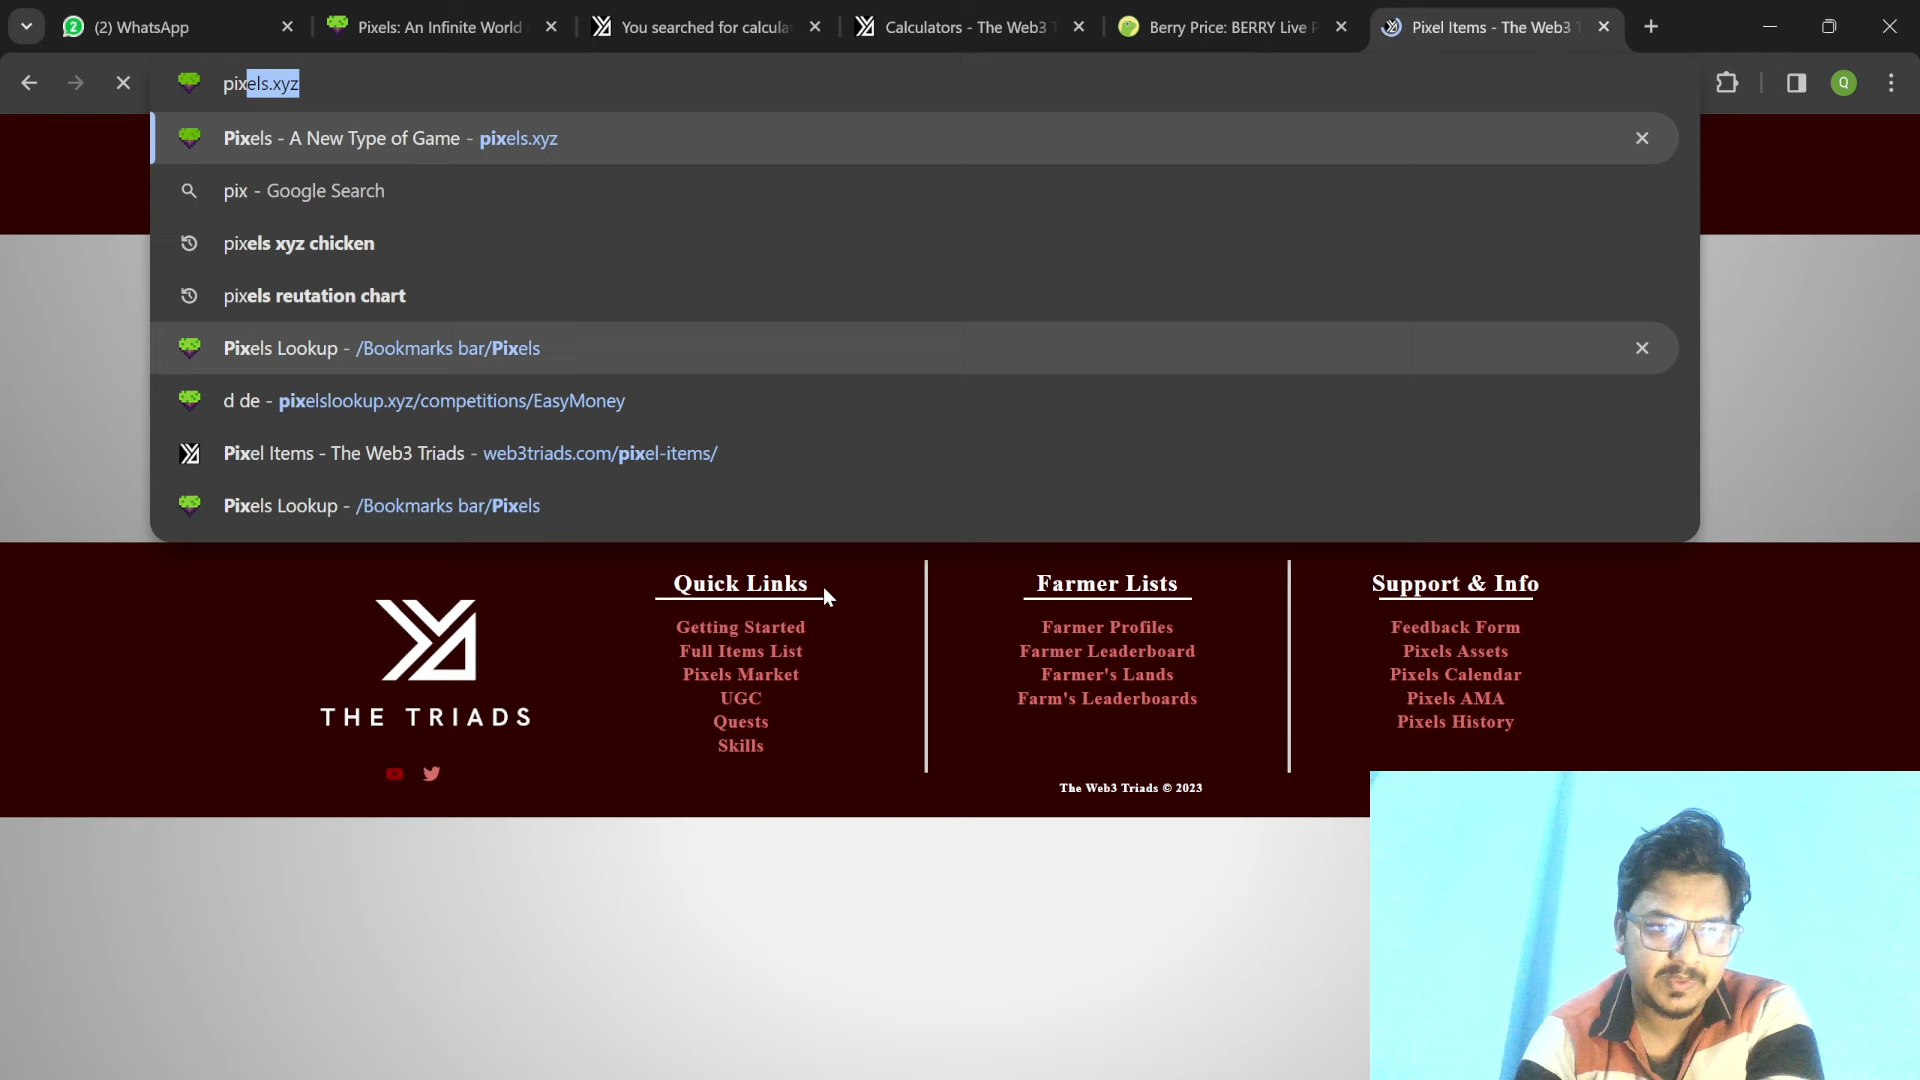 (2) WhatsApp
Pixels: An Infinite World
You searched for calcula
Calculators - The Web3 T
Berry Price: BERRY Live P
Pixel Items - The Web3 T
pixels.xyz
Q
Pixels - A New Type of Game - pixels.xyz
pix - Google Search
pixels xyz chicken
pixels reutation chart
Pixels Lookup - /Bookmarks bar/Pixels
d de - pixelslookup.xyz/competitions/EasyMoney
Pixel Items - The Web3 Triads - web3triads.com/pixel-items/
Pixels Lookup - /Bookmarks bar/Pixels
THE TRIADS
Quick Links
Getting Started
Full Items List
Pixels Market
UGC
Quests
Skills
Farmer Lists
Farmer Profiles
Farmer Leaderboard
Farmer's Lands
Farm's Leaderboards
Support & Info
Feedback Form
Pixels Assets
Pixels Calendar
Pixels AMA
Pixels History
The Web3 Triads © 2023